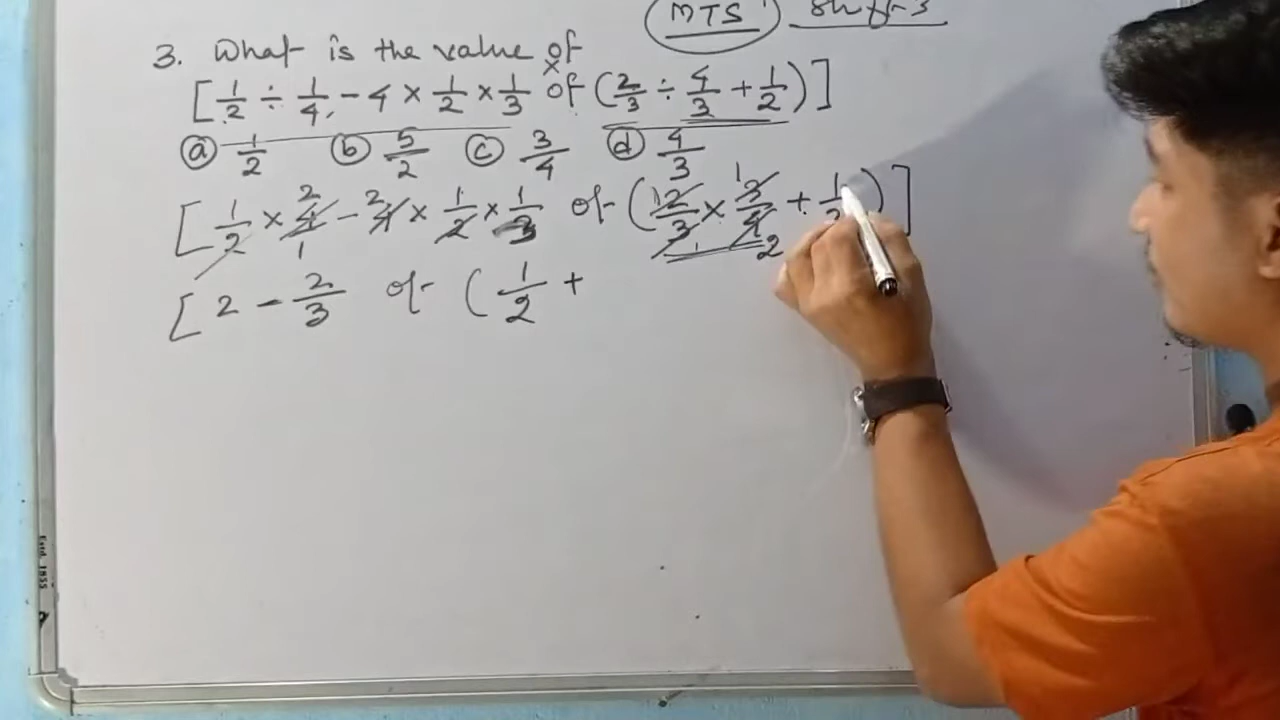 MTS Shift-3
3. What is the value of
[1/2 ÷ 1/4 - 4 × 1/2 × 1/3 of (2/3 ÷ 4/3 + 1/2)]
×
(a) 1/2 (b) 5/2 (c) 3/4 (d) 4/3
[1/2 × 4/1 - 4 × 1/2 × 1/3 of (2/3 × 3/4 + 1/2)]
[2 - 2/3 of (1/2 +